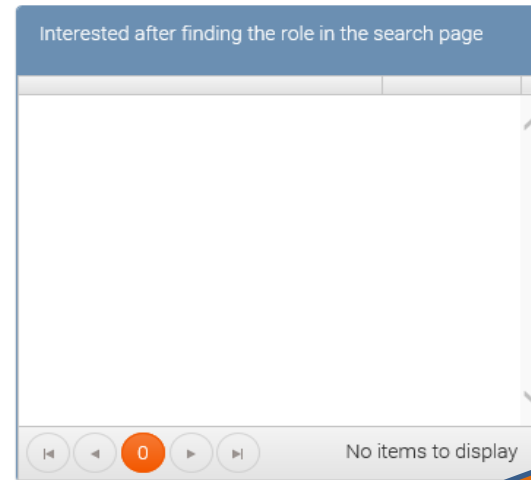 Interested after finding the role in the search page
0 No items to display